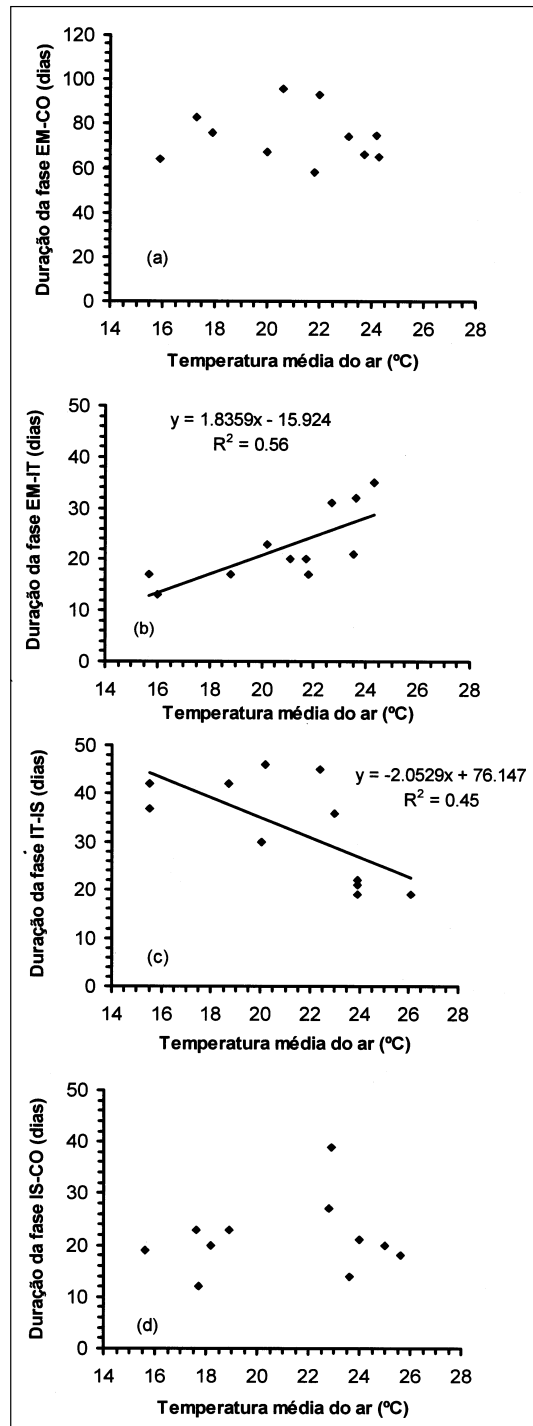 Duração da fase EM-CO (dias)
120
100
80
60
40
20
0
(a)
14 16 18 20 22 24 26 28
Temperatura média do ar (ºC)
Duração da fase EM-IT (dias)
50
40
30
20
10
0
y = 1.8359x - 15.924
R² = 0.56
(b)
14 16 18 20 22 24 26 28
Temperatura média do ar (ºC)
Duração da fase IT-IS (dias)
50
40
30
20
10
0
y = -2.0529x + 76.147
R² = 0.45
(c)
14 16 18 20 22 24 26 28
Temperatura média do ar (ºC)
Duração da fase IS-CO (dias)
50
40
30
20
10
0
(d)
14 16 18 20 22 24 26 28
Temperatura média do ar (ºC)